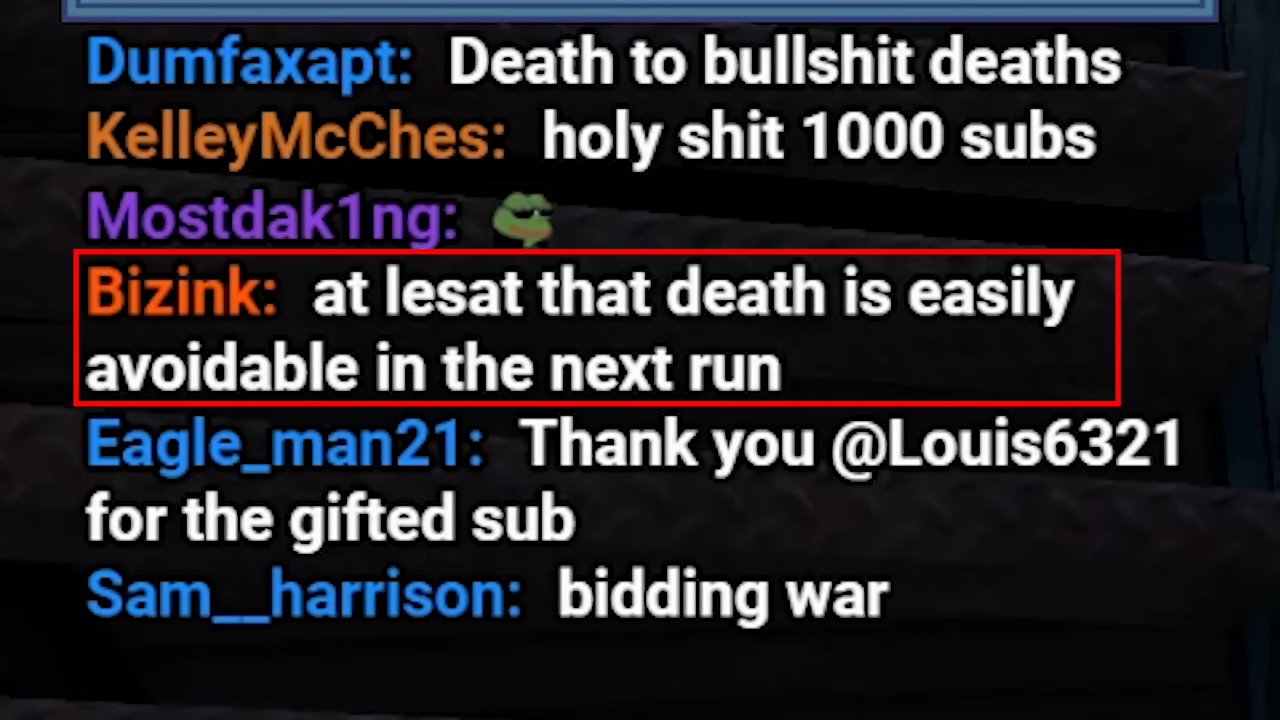 Dumfaxapt: Death to bullshit deaths
KelleyMcChes: holy shit 1000 subs
Mostdak1ng:
Bizink: at lesat that death is easily
avoidable in the next run
Eagle_man21: Thank you @Louis6321
for the gifted sub
Sam__harrison: bidding war